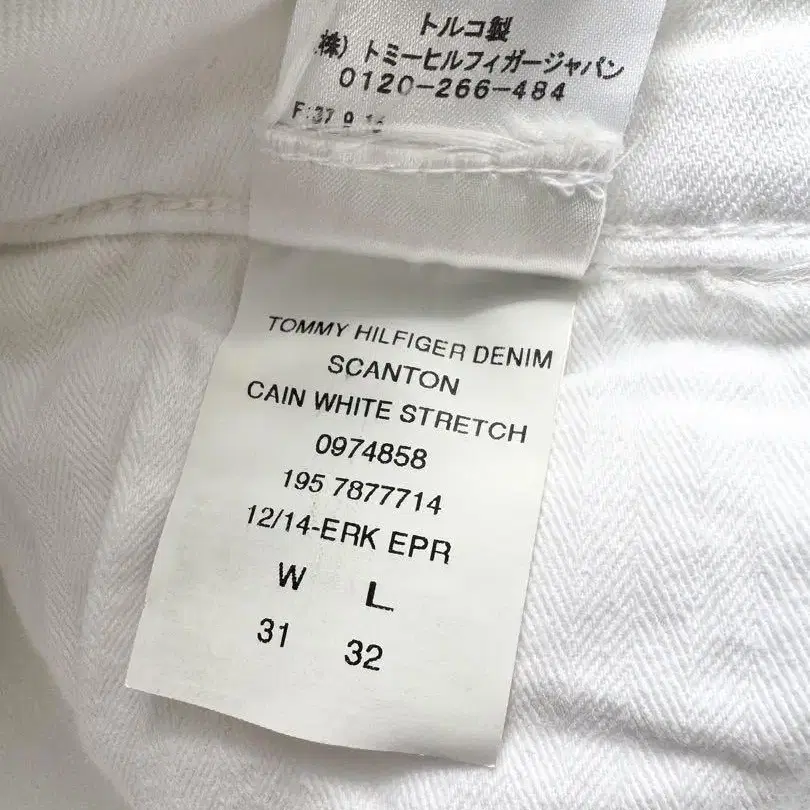 トルコ製
(株) トミーヒルフィガージャパン
0120-266-484
TOMMY HILFIGER DENIM
SCANTON
CAIN WHITE STRETCH
0974858
195 7877714
12/14-ERK EPR
W L
31 32